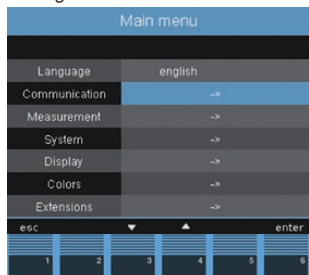 Main menu
Language english
Communication ->
Measurement ->
System ->
Display ->
Colors ->
Extensions ->
esc ▼ ▲ enter
1 2 3 4 5 6